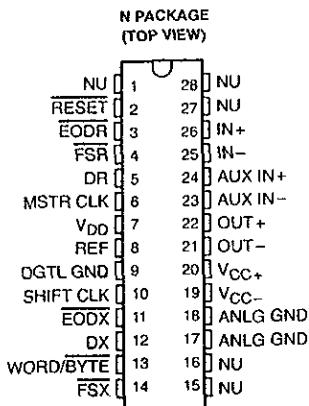 N PACKAGE
(TOP VIEW)
NU 1 28 NU
RESET 2 27 NU
EODR 3 26 IN+
FSR 4 25 IN−
DR 5 24 AUX IN+
MSTR CLK 6 23 AUX IN−
VDD 7 22 OUT+
REF 8 21 OUT−
DGTL GND 9 20 VCC+
SHIFT CLK 10 19 VCC−
EODX 11 18 ANLG GND
DX 12 17 ANLG GND
WORD/BYTE 13 16 NU
FSX 14 15 NU